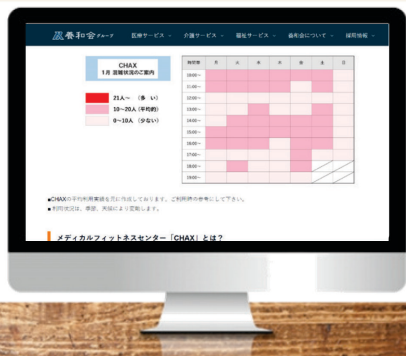 養和会グループ 医療サービス 介護サービス 福祉サービス 養和会について 採用情報
CHAX
1月 混雑状況のご案内
21人〜 （多 い）
10〜20人（平均的）
0〜10人 （少ない）
時間帯 月 火 水 木 金 土 日
10:00〜
11:00〜
12:00〜
13:00〜
14:00〜
15:00〜
16:00〜
17:00〜
18:00〜
19:00〜
■CHAXの平均利用実績を元に作成しております。ご利用時の参考にして下さい。
■利用状況は、季節、天候により変動します。
メディカルフィットネスセンター「CHAX」とは？